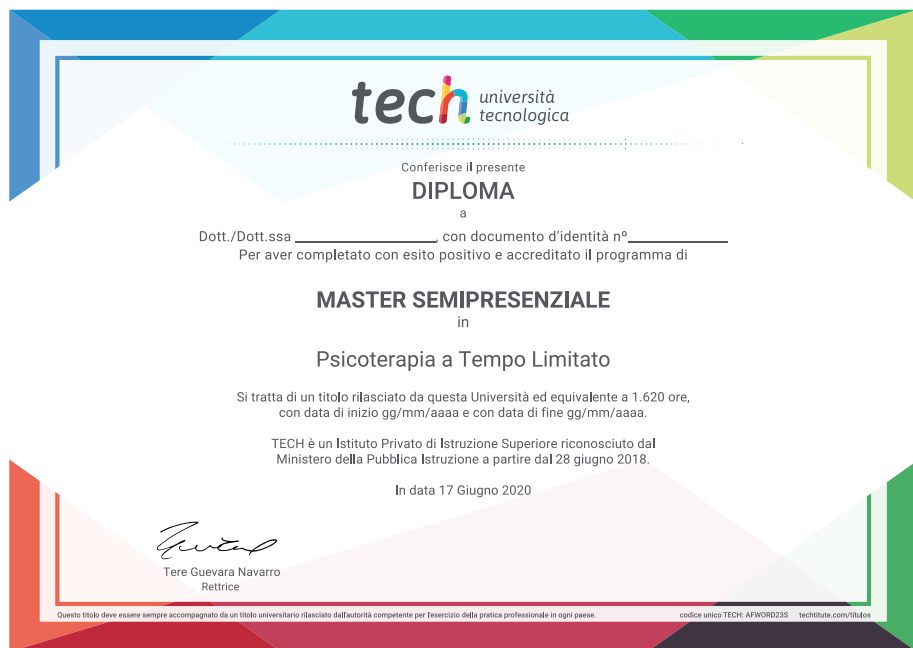 tech università
tecnologica
Conferisce il presente
DIPLOMA
a
Dott./Dott.ssa ________________, con documento d'identità nº____________
Per aver completato con esito positivo e accreditato il programma di
MASTER SEMIPRESENZIALE
in
Psicoterapia a Tempo Limitato
Si tratta di un titolo rilasciato da questa Università ed equivalente a 1.620 ore,
con data di inizio gg/mm/aaaa e con data di fine gg/mm/aaaa.
TECH è un Istituto Privato di Istruzione Superiore riconosciuto dal
Ministero della Pubblica Istruzione a partire dal 28 giugno 2018.
In data 17 Giugno 2020
Tere Guevara Navarro
Rettrice
Questo titolo deve essere sempre accompagnato da un titolo universitario rilasciato dall'autorità competente per l'esercizio della pratica professionale in ogni paese. codice unico TECH: AFWORD23S techtitute.com/títulos